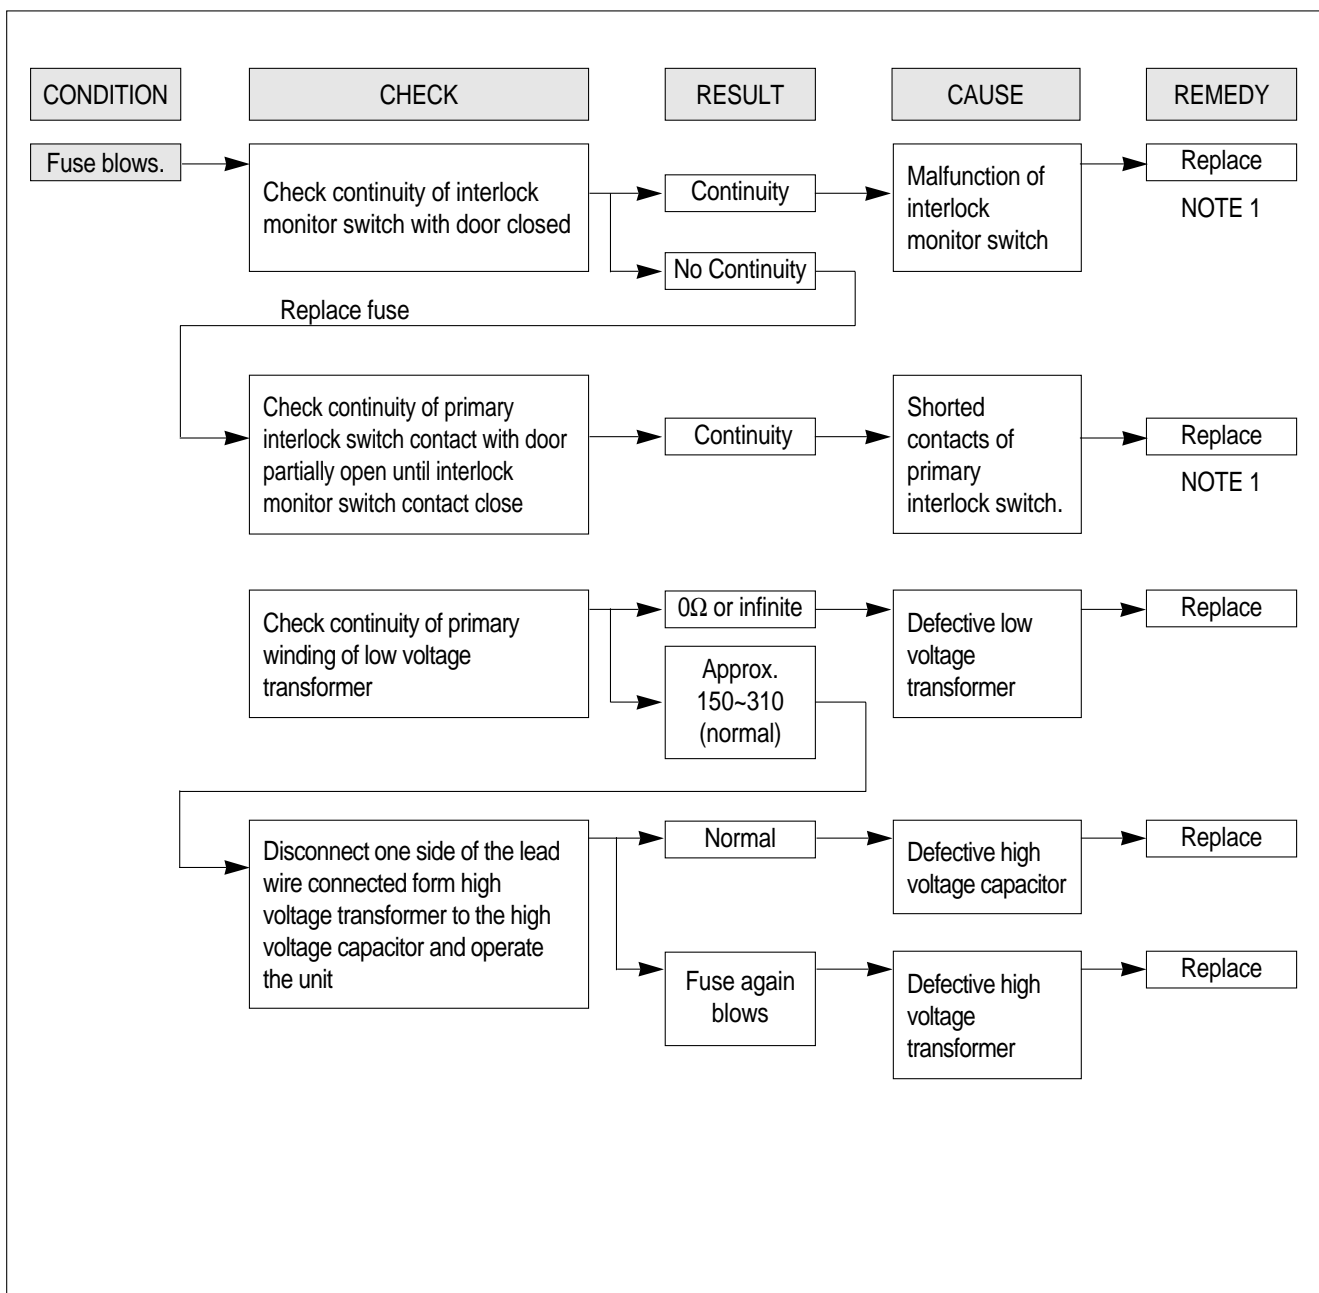 CONDITION
CHECK
RESULT
CAUSE
REMEDY
Fuse blows.
Check continuity of interlock
monitor switch with door closed
Continuity
Malfunction of
interlock
monitor switch
Replace
NOTE 1
No Continuity
Replace fuse
Check continuity of primary
interlock switch contact with door
partially open until interlock
monitor switch contact close
Continuity
Shorted
contacts of
primary
interlock switch.
Replace
NOTE 1
Check continuity of primary
winding of low voltage
transformer
0Ω or infinite
Defective low
voltage
transformer
Replace
Approx.
150~310
(normal)
Disconnect one side of the lead
wire connected form high
voltage transformer to the high
voltage capacitor and operate
the unit
Normal
Defective high
voltage capacitor
Replace
Fuse again
blows
Defective high
voltage
transformer
Replace